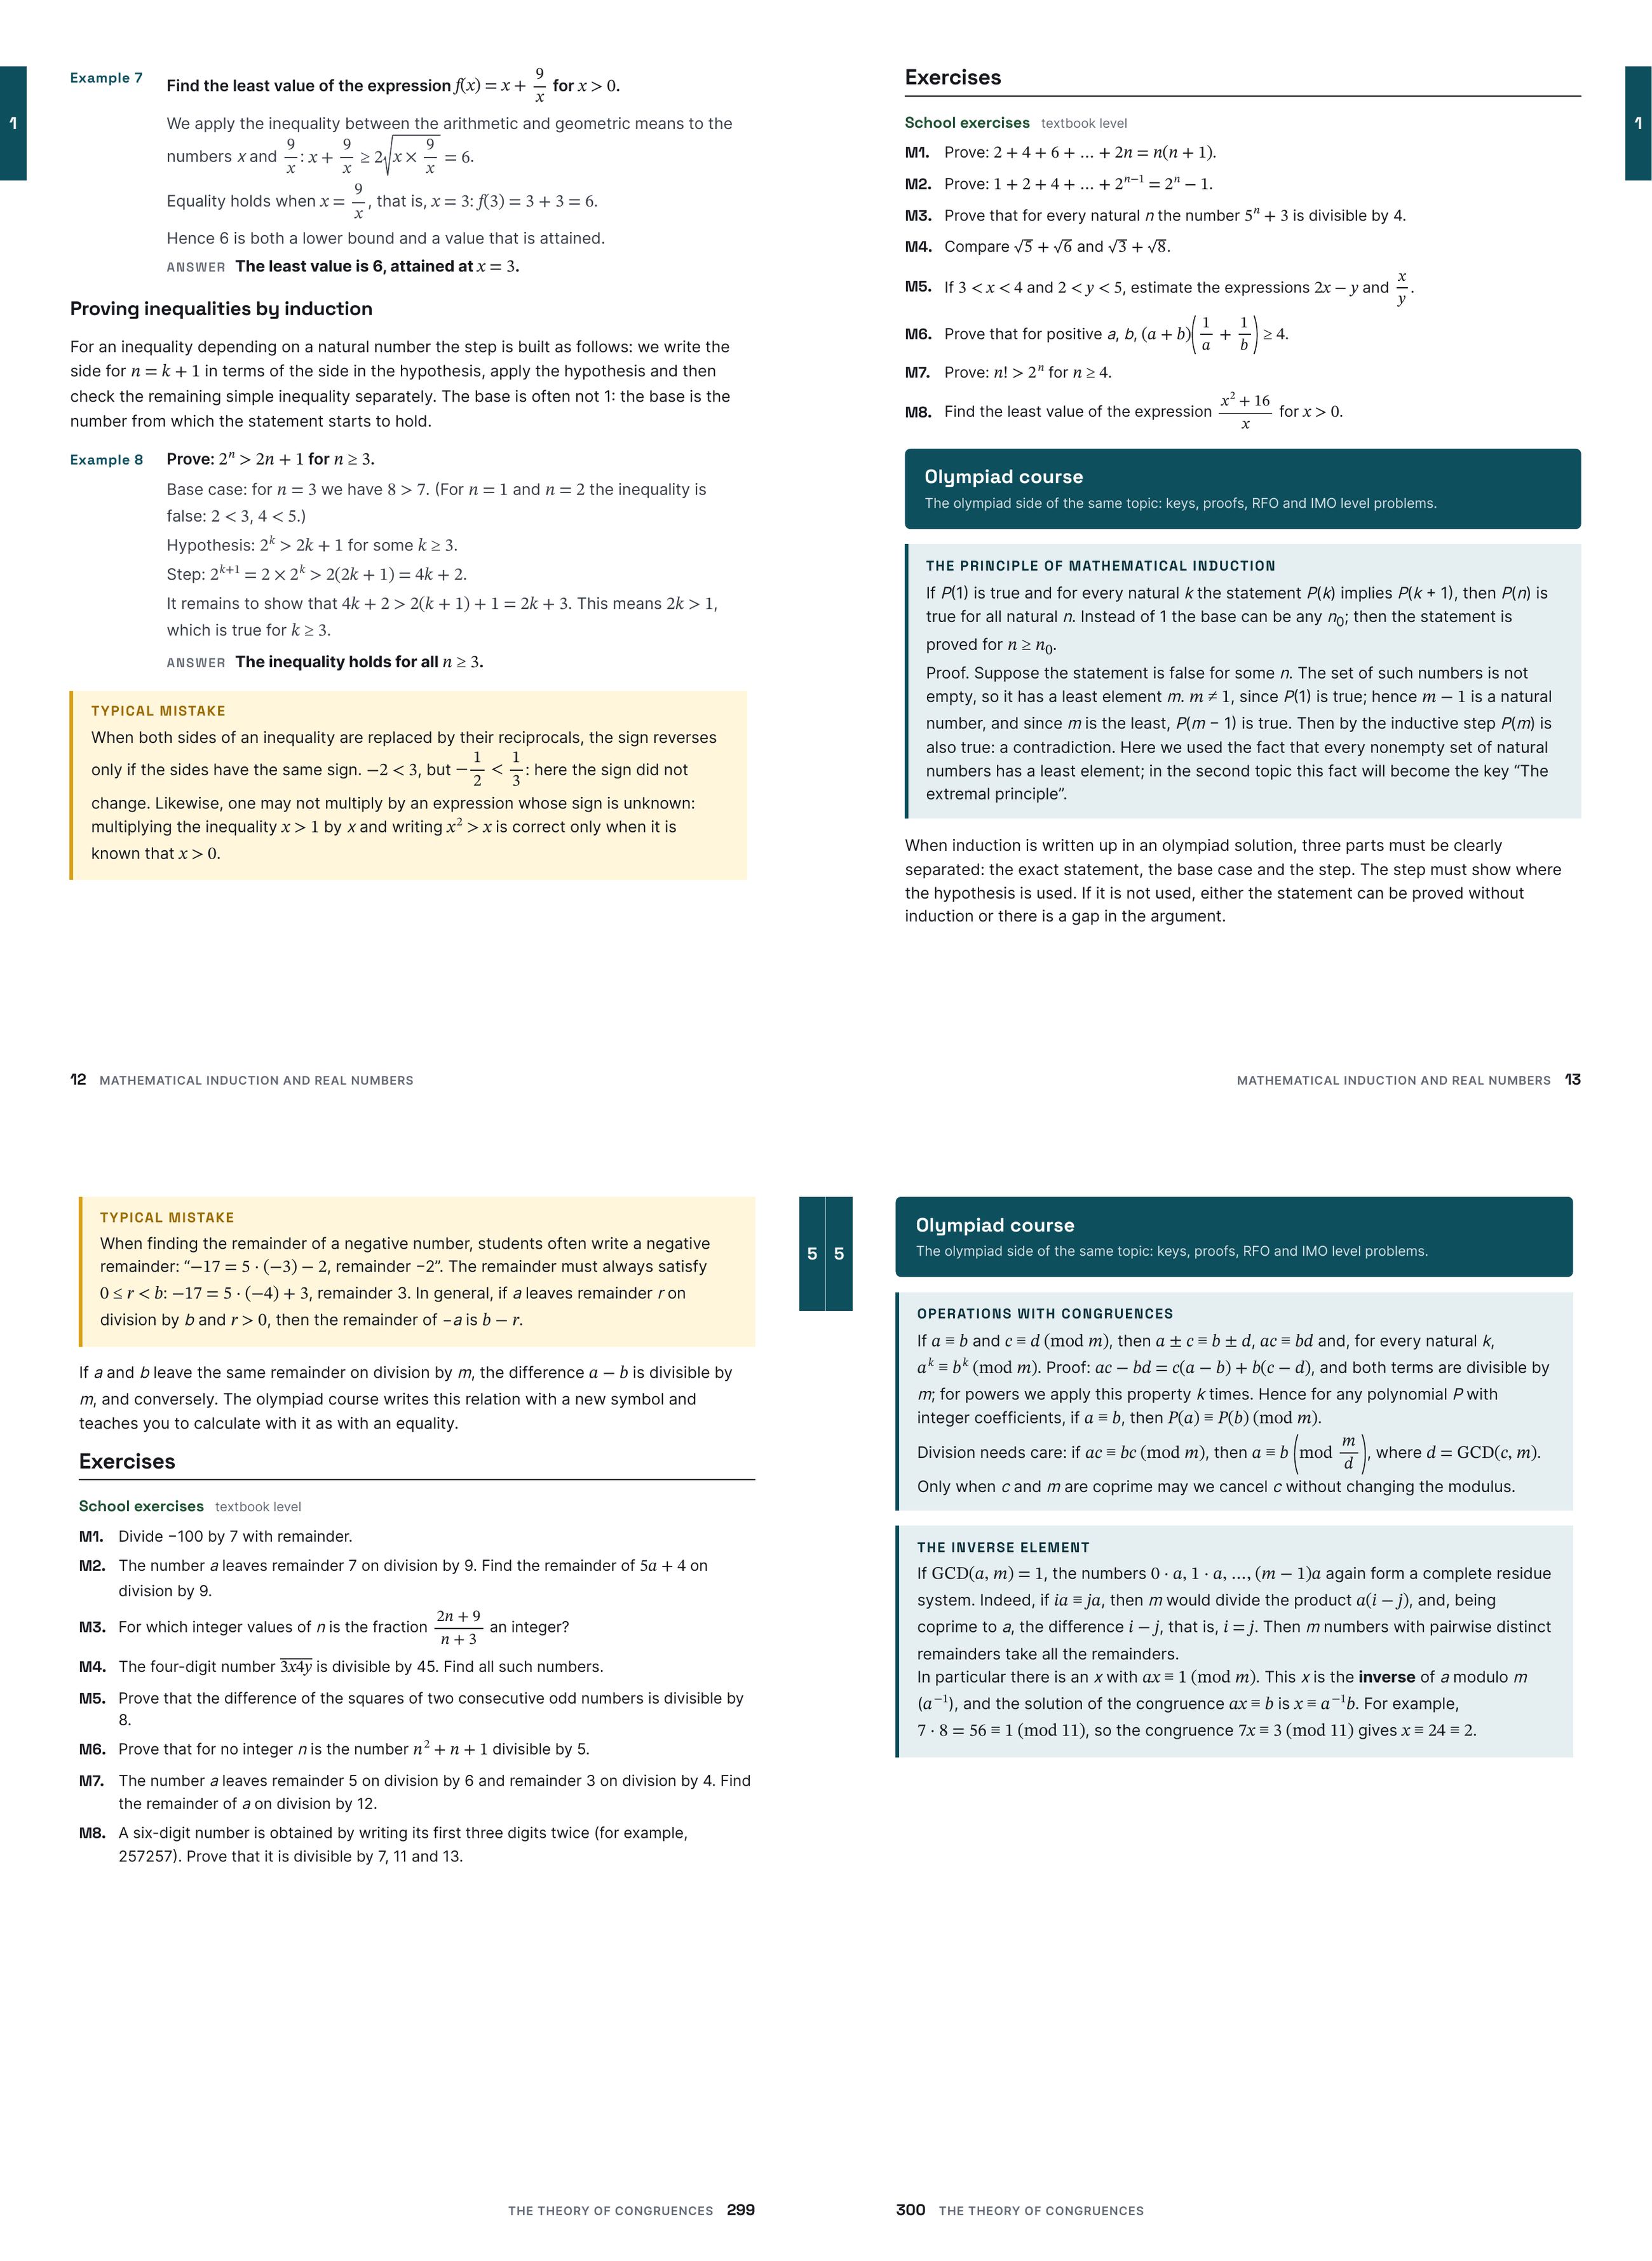 1
Example 7 Find the least value of the expression f(x) = x + 9/x for x > 0.
We apply the inequality between the arithmetic and geometric means to the
numbers x and 9/x: x + 9/x ≥ 2√(x × 9/x) = 6.
Equality holds when x = 9/x, that is, x = 3: f(3) = 3 + 3 = 6.
Hence 6 is both a lower bound and a value that is attained.
ANSWER The least value is 6, attained at x = 3.
Proving inequalities by induction
For an inequality depending on a natural number the step is built as follows: we write the
side for n = k + 1 in terms of the side in the hypothesis, apply the hypothesis and then
check the remaining simple inequality separately. The base is often not 1: the base is the
number from which the statement starts to hold.
Example 8 Prove: 2ⁿ > 2n + 1 for n ≥ 3.
Base case: for n = 3 we have 8 > 7. (For n = 1 and n = 2 the inequality is
false: 2 < 3, 4 < 5.)
Hypothesis: 2ᵏ > 2k + 1 for some k ≥ 3.
Step: 2ᵏ⁺¹ = 2 × 2ᵏ > 2(2k + 1) = 4k + 2.
It remains to show that 4k + 2 > 2(k + 1) + 1 = 2k + 3. This means 2k > 1,
which is true for k ≥ 3.
ANSWER The inequality holds for all n ≥ 3.
TYPICAL MISTAKE
When both sides of an inequality are replaced by their reciprocals, the sign reverses
only if the sides have the same sign. −2 < 3, but −1/2 < 1/3: here the sign did not
change. Likewise, one may not multiply by an expression whose sign is unknown:
multiplying the inequality x > 1 by x and writing x² > x is correct only when it is
known that x > 0.
12 MATHEMATICAL INDUCTION AND REAL NUMBERS
1
Exercises
School exercises textbook level
M1. Prove: 2 + 4 + 6 + … + 2n = n(n + 1).
M2. Prove: 1 + 2 + 4 + … + 2ⁿ⁻¹ = 2ⁿ − 1.
M3. Prove that for every natural n the number 5ⁿ + 3 is divisible by 4.
M4. Compare √5 + √6 and √3 + √8.
M5. If 3 < x < 4 and 2 < y < 5, estimate the expressions 2x − y and x/y.
M6. Prove that for positive a, b, (a + b)(1/a + 1/b) ≥ 4.
M7. Prove: n! > 2ⁿ for n ≥ 4.
M8. Find the least value of the expression (x² + 16)/x for x > 0.
Olympiad course
The olympiad side of the same topic: keys, proofs, RFO and IMO level problems.
THE PRINCIPLE OF MATHEMATICAL INDUCTION
If P(1) is true and for every natural k the statement P(k) implies P(k + 1), then P(n) is
true for all natural n. Instead of 1 the base can be any n₀; then the statement is
proved for n ≥ n₀.
Proof. Suppose the statement is false for some n. The set of such numbers is not
empty, so it has a least element m. m ≠ 1, since P(1) is true; hence m − 1 is a natural
number, and since m is the least, P(m − 1) is true. Then by the inductive step P(m) is
also true: a contradiction. Here we used the fact that every nonempty set of natural
numbers has a least element; in the second topic this fact will become the key “The
extremal principle”.
When induction is written up in an olympiad solution, three parts must be clearly
separated: the exact statement, the base case and the step. The step must show where
the hypothesis is used. If it is not used, either the statement can be proved without
induction or there is a gap in the argument.
MATHEMATICAL INDUCTION AND REAL NUMBERS 13
TYPICAL MISTAKE
When finding the remainder of a negative number, students often write a negative
remainder: “−17 = 5 · (−3) − 2, remainder −2”. The remainder must always satisfy
0 ≤ r < b: −17 = 5 · (−4) + 3, remainder 3. In general, if a leaves remainder r on
division by b and r > 0, then the remainder of −a is b − r.
If a and b leave the same remainder on division by m, the difference a − b is divisible by
m, and conversely. The olympiad course writes this relation with a new symbol and
teaches you to calculate with it as with an equality.
Exercises
School exercises textbook level
M1. Divide −100 by 7 with remainder.
M2. The number a leaves remainder 7 on division by 9. Find the remainder of 5a + 4 on
division by 9.
M3. For which integer values of n is the fraction (2n + 9)/(n + 3) an integer?
M4. The four-digit number 3̅x̅4̅y̅ is divisible by 45. Find all such numbers.
M5. Prove that the difference of the squares of two consecutive odd numbers is divisible by
8.
M6. Prove that for no integer n is the number n² + n + 1 divisible by 5.
M7. The number a leaves remainder 5 on division by 6 and remainder 3 on division by 4. Find
the remainder of a on division by 12.
M8. A six-digit number is obtained by writing its first three digits twice (for example,
257257). Prove that it is divisible by 7, 11 and 13.
THE THEORY OF CONGRUENCES 299
5 5
Olympiad course
The olympiad side of the same topic: keys, proofs, RFO and IMO level problems.
OPERATIONS WITH CONGRUENCES
If a ≡ b and c ≡ d (mod m), then a ± c ≡ b ± d, ac ≡ bd and, for every natural k,
aᵏ ≡ bᵏ (mod m). Proof: ac − bd = c(a − b) + b(c − d), and both terms are divisible by
m; for powers we apply this property k times. Hence for any polynomial P with
integer coefficients, if a ≡ b, then P(a) ≡ P(b) (mod m).
Division needs care: if ac ≡ bc (mod m), then a ≡ b (mod m/d), where d = GCD(c, m).
Only when c and m are coprime may we cancel c without changing the modulus.
THE INVERSE ELEMENT
If GCD(a, m) = 1, the numbers 0 · a, 1 · a, …, (m − 1)a again form a complete residue
system. Indeed, if ia ≡ ja, then m would divide the product a(i − j), and, being
coprime to a, the difference i − j, that is, i = j. Then m numbers with pairwise distinct
remainders take all the remainders.
In particular there is an x with ax ≡ 1 (mod m). This x is the inverse of a modulo m
(a⁻¹), and the solution of the congruence ax ≡ b is x ≡ a⁻¹b. For example,
7 · 8 = 56 ≡ 1 (mod 11), so the congruence 7x ≡ 3 (mod 11) gives x ≡ 24 ≡ 2.
300 THE THEORY OF CONGRUENCES